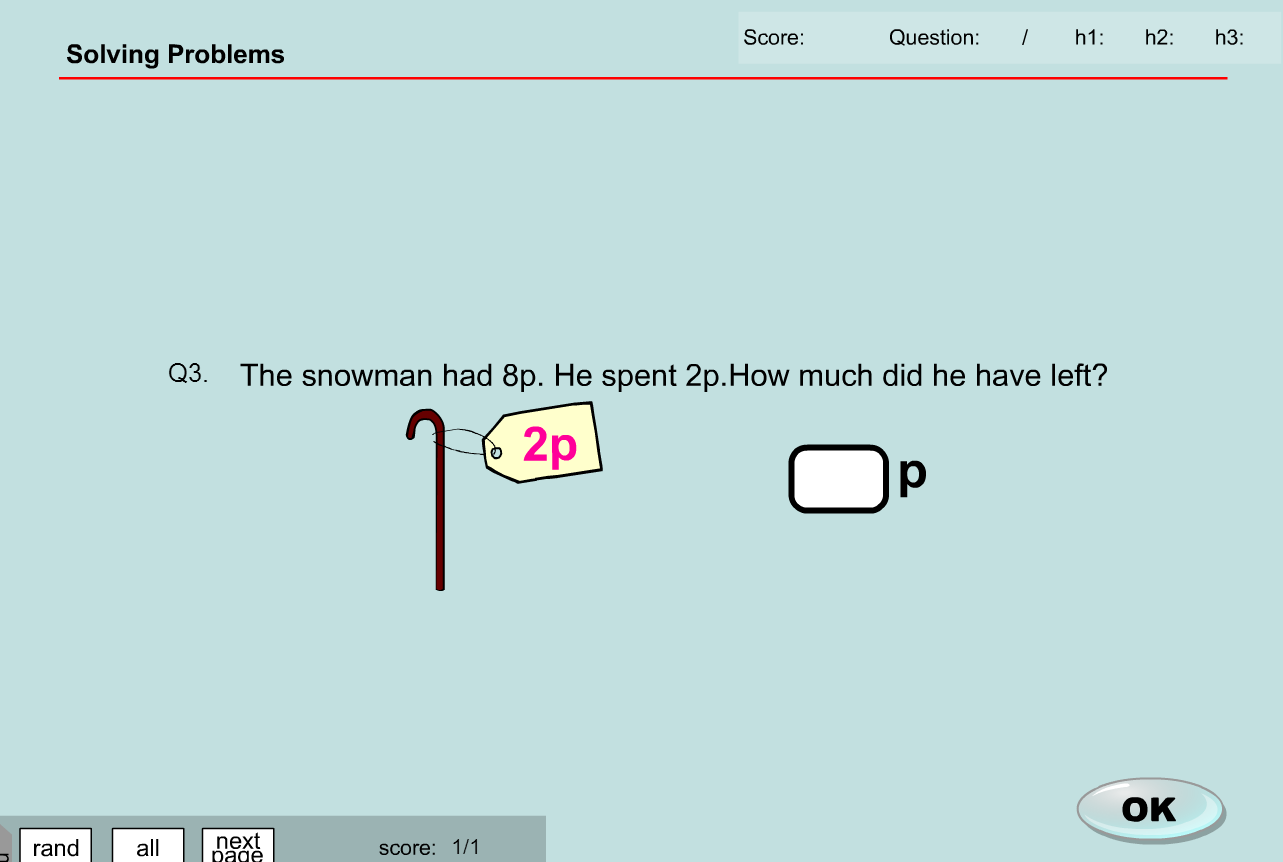 Solving Problems
Score: Question: / h1: h2: h3:
Q3. The snowman had 8p. He spent 2p.How much did he have left?
2p
p
OK
rand all next page score: 1/1